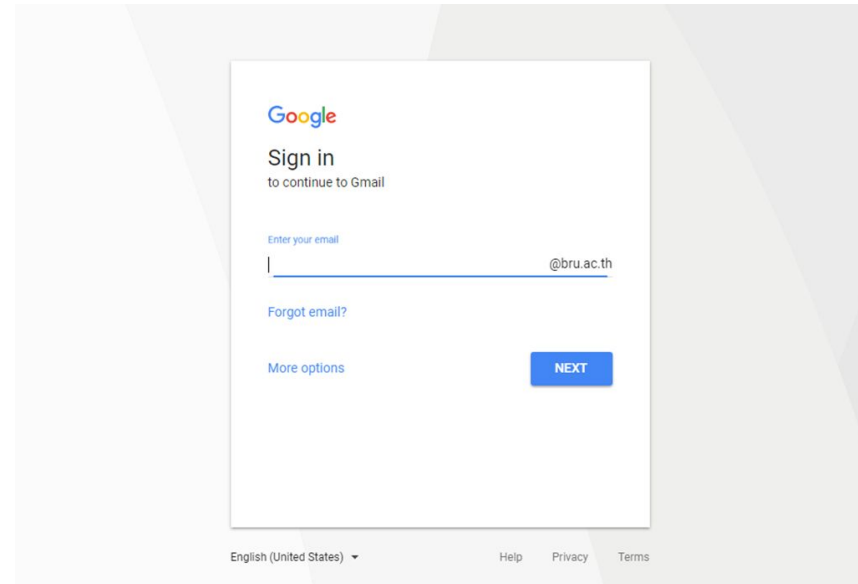 Google
Sign in
to continue to Gmail
Enter your email
@bru.ac.th
Forgot email?
More options
NEXT
English (United States)
Help Privacy Terms